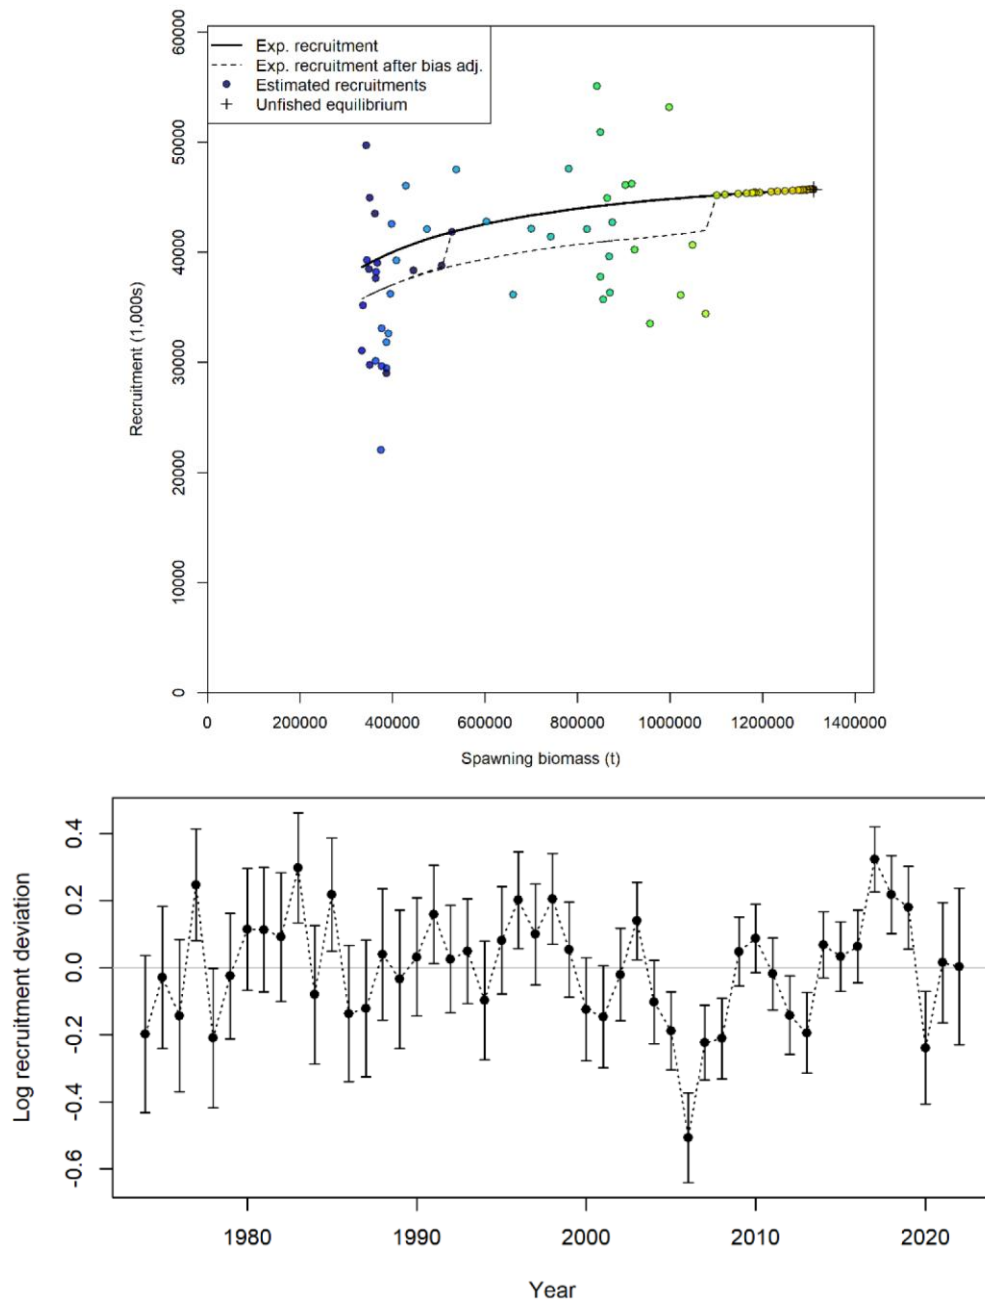 60000
50000
40000
30000
20000
10000
0
Recruitment (1,000s)
Exp. recruitment
Exp. recruitment after bias adj.
Estimated recruitments
Unfished equilibrium
0 200000 400000 600000 800000 1000000 1200000 1400000
Spawning biomass (t)
0.4
0.2
0.0
-0.2
-0.4
-0.6
Log recruitment deviation
1980 1990 2000 2010 2020
Year